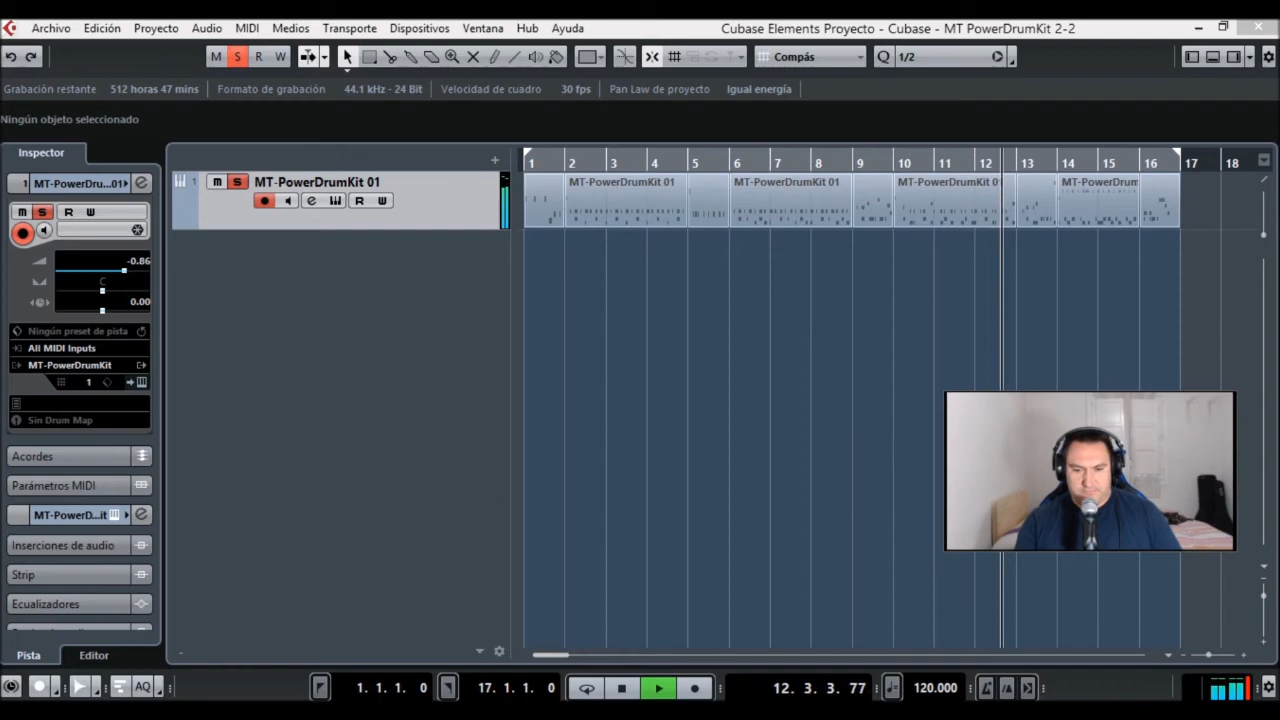 Archivo Edición Proyecto Audio MIDI Medios Transporte Dispositivos Ventana Hub Ayuda Cubase Elements Proyecto - Cubase - MT PowerDrumKit 2-2
M S R W Compás Q 1/2
Grabación restante 512 horas 47 mins Formato de grabación 44.1 kHz - 24 Bit Velocidad de cuadro 30 fps Pan Law de proyecto Igual energía
Ningún objeto seleccionado
Inspector
1 2 3 4 5 6 7 8 9 10 11 12 13 14 15 16 17 18
1 MT-PowerDru...01
m S R W
1 m S MT-PowerDrumKit 01
R W
MT-PowerDrumKit 01 MT-PowerDrumKit 01 MT-PowerDrumKit 01 MT-PowerDrum
-0.86
C
0.00
Ningún preset de pista
All MIDI Inputs
MT-PowerDrumKit
1
Sin Drum Map
Acordes
Parámetros MIDI
MT-PowerD...it
Inserciones de audio
Strip
Ecualizadores
Pista Editor
AQ 1. 1. 1. 0 17. 1. 1. 0 12. 3. 3. 77 120.000